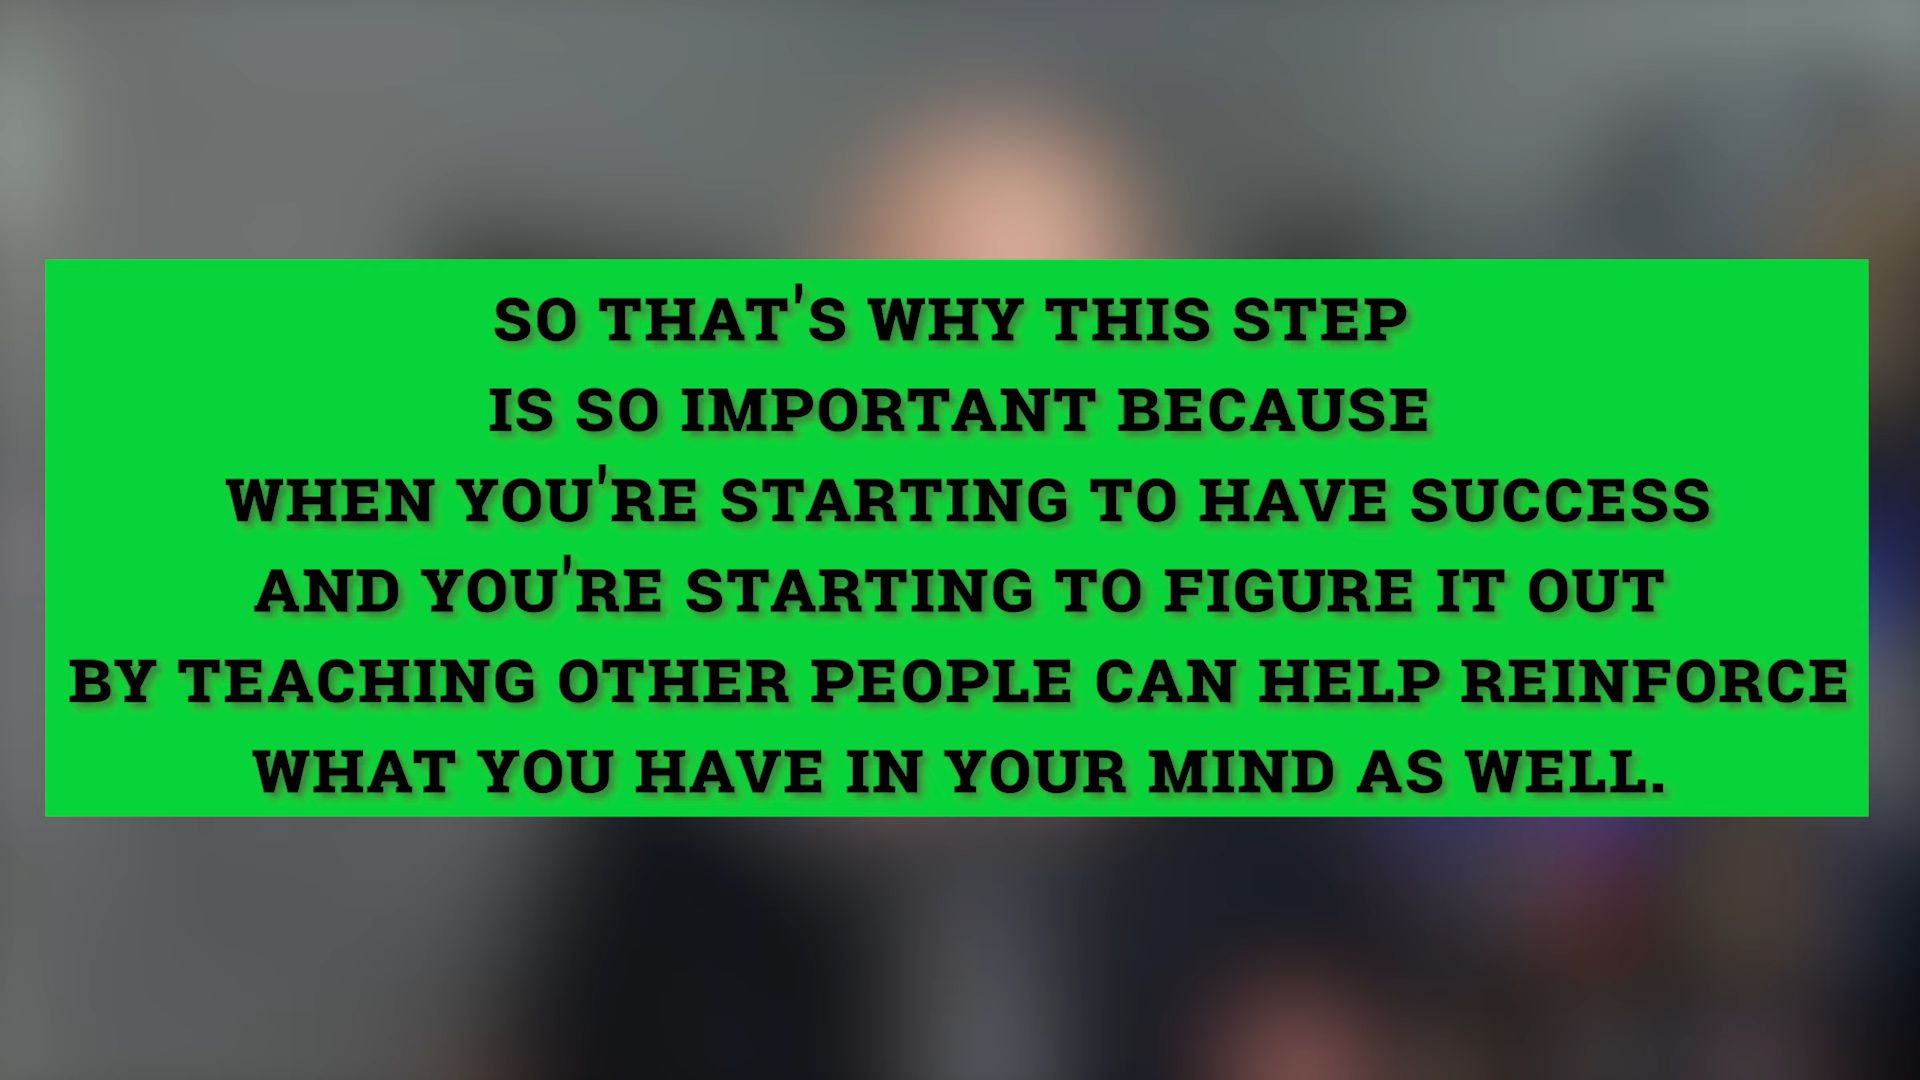 SO THAT'S WHY THIS STEP
IS SO IMPORTANT BECAUSE
WHEN YOU'RE STARTING TO HAVE SUCCESS
AND YOU'RE STARTING TO FIGURE IT OUT
BY TEACHING OTHER PEOPLE CAN HELP REINFORCE
WHAT YOU HAVE IN YOUR MIND AS WELL.